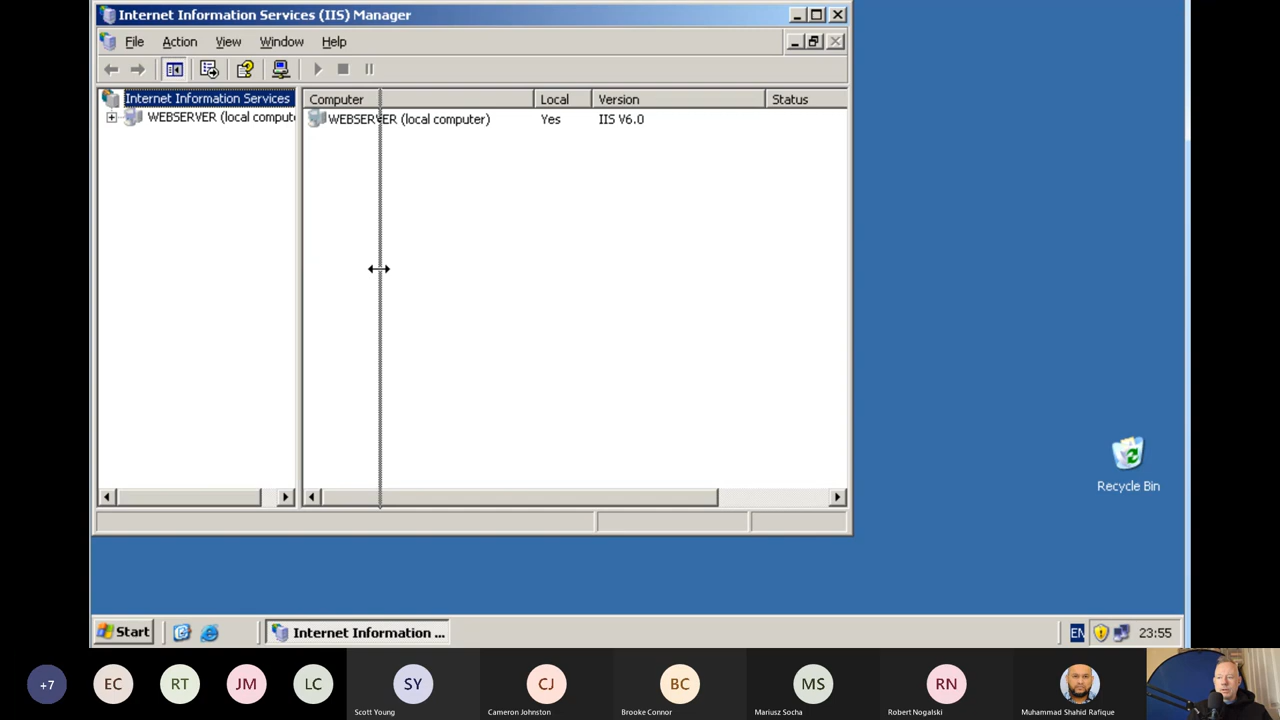 Internet Information Services (IIS) Manager
File Action View Window Help
Internet Information Services
WEBSERVER (local comput
Computer Local Version Status
WEBSERVER (local computer) Yes IIS V6.0
Recycle Bin
Start
Internet Information ...
EN
23:55
+7
EC
RT
JM
LC
SY
Scott Young
CJ
Cameron Johnston
BC
Brooke Connor
MS
Mariusz Socha
RN
Robert Nogalski
Muhammad Shahid Rafique